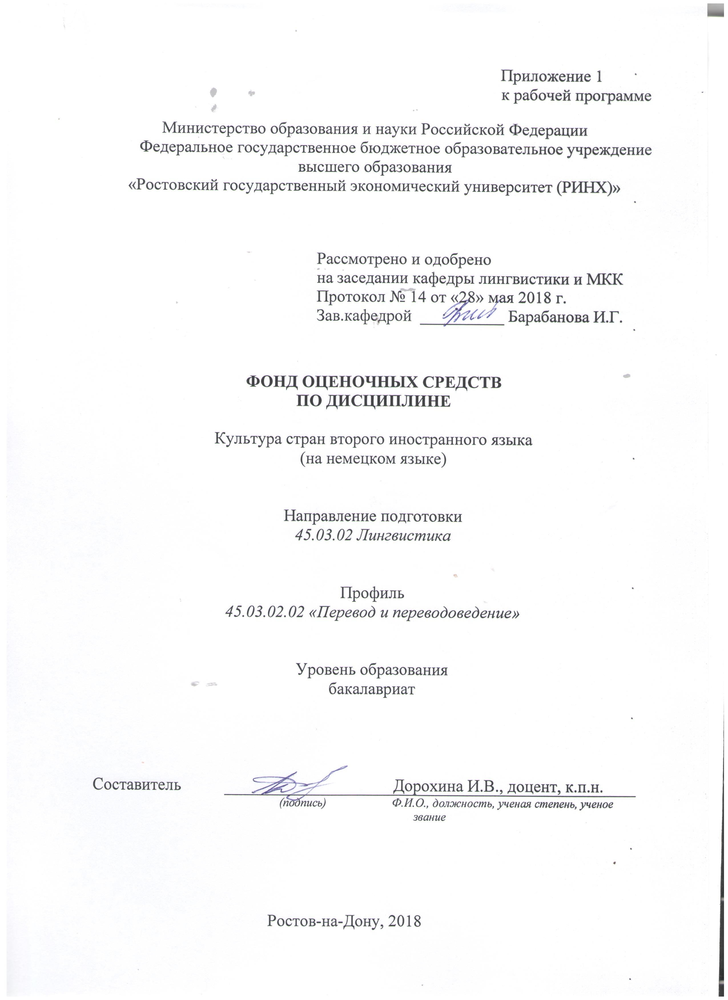 Приложение 1
к рабочей программе
Министерство образования и науки Российской Федерации
Федеральное государственное бюджетное образовательное учреждение
высшего образования
«Ростовский государственный экономический университет (РИНХ)»
Рассмотрено и одобрено
на заседании кафедры лингвистики и МКК
Протокол № 14 от «28» мая 2018 г.
Зав.кафедрой ___________ Барабанова И.Г.
ФОНД ОЦЕНОЧНЫХ СРЕДСТВ
ПО ДИСЦИПЛИНЕ
Культура стран второго иностранного языка
(на немецком языке)
Направление подготовки
45.03.02 Лингвистика
Профиль
45.03.02.02 «Перевод и переводоведение»
Уровень образования
бакалавриат
Составитель Дорохина И.В., доцент, к.п.н.
(подпись) Ф.И.О., должность, ученая степень, ученое
звание
Ростов-на-Дону, 2018